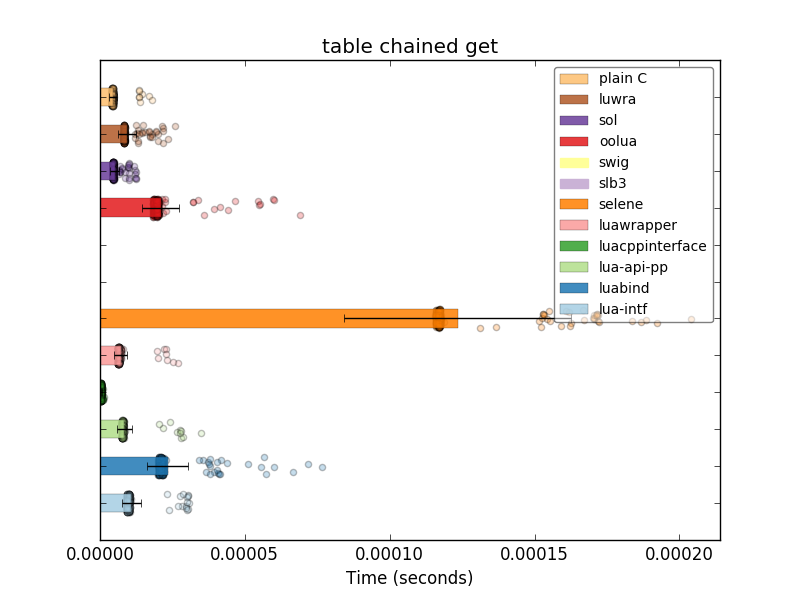 table chained get
plain C
luwra
sol
oolua
swig
slb3
selene
luawrapper
luacppinterface
lua-api-pp
luabind
lua-intf
0.00000 0.00005 0.00010 0.00015 0.00020
Time (seconds)